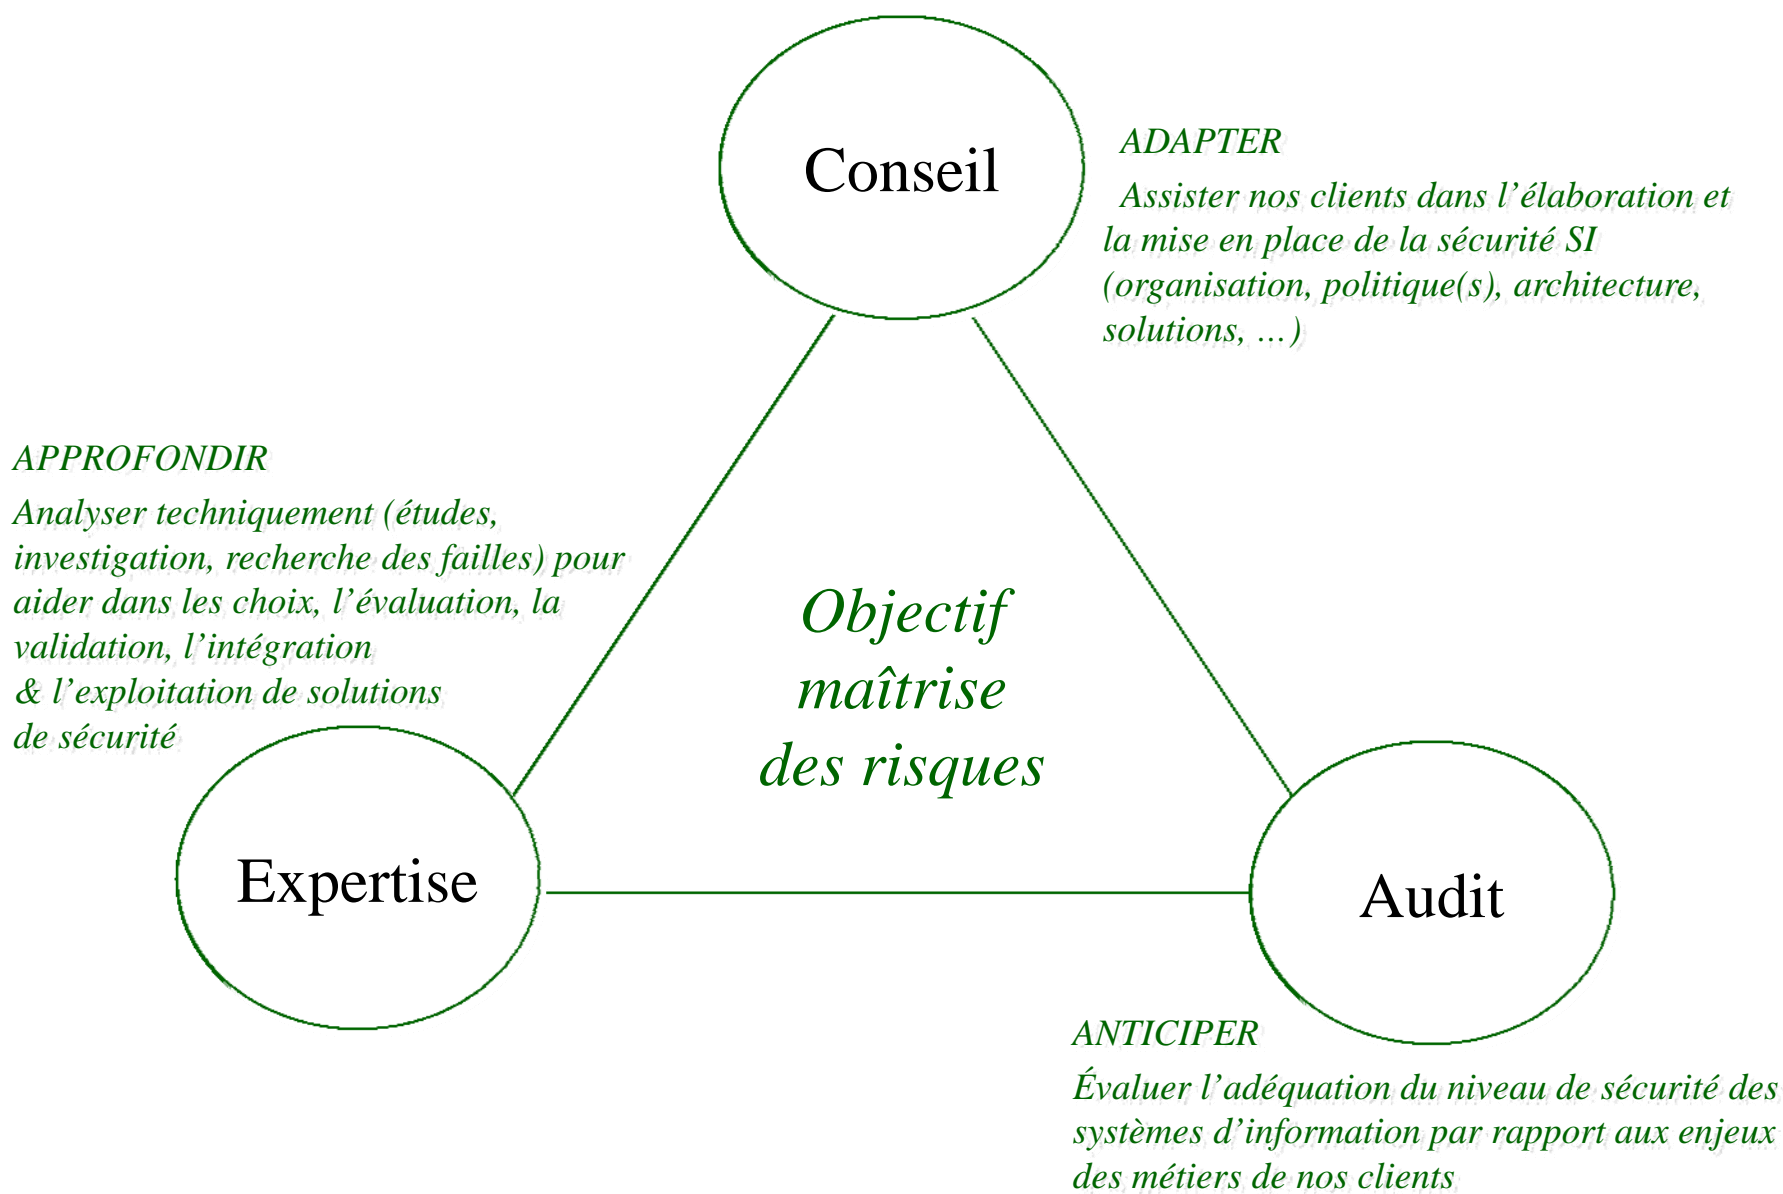 Conseil
ADAPTER
Assister nos clients dans l’élaboration et
la mise en place de la sécurité SI
(organisation, politique(s), architecture,
solutions, …)
APPROFONDIR
Analyser techniquement (études,
investigation, recherche des failles) pour
aider dans les choix, l’évaluation, la
validation, l’intégration
& l’exploitation de solutions
de sécurité
Objectif
maîtrise
des risques
Expertise
Audit
ANTICIPER
Évaluer l’adéquation du niveau de sécurité des
systèmes d’information par rapport aux enjeux
des métiers de nos clients